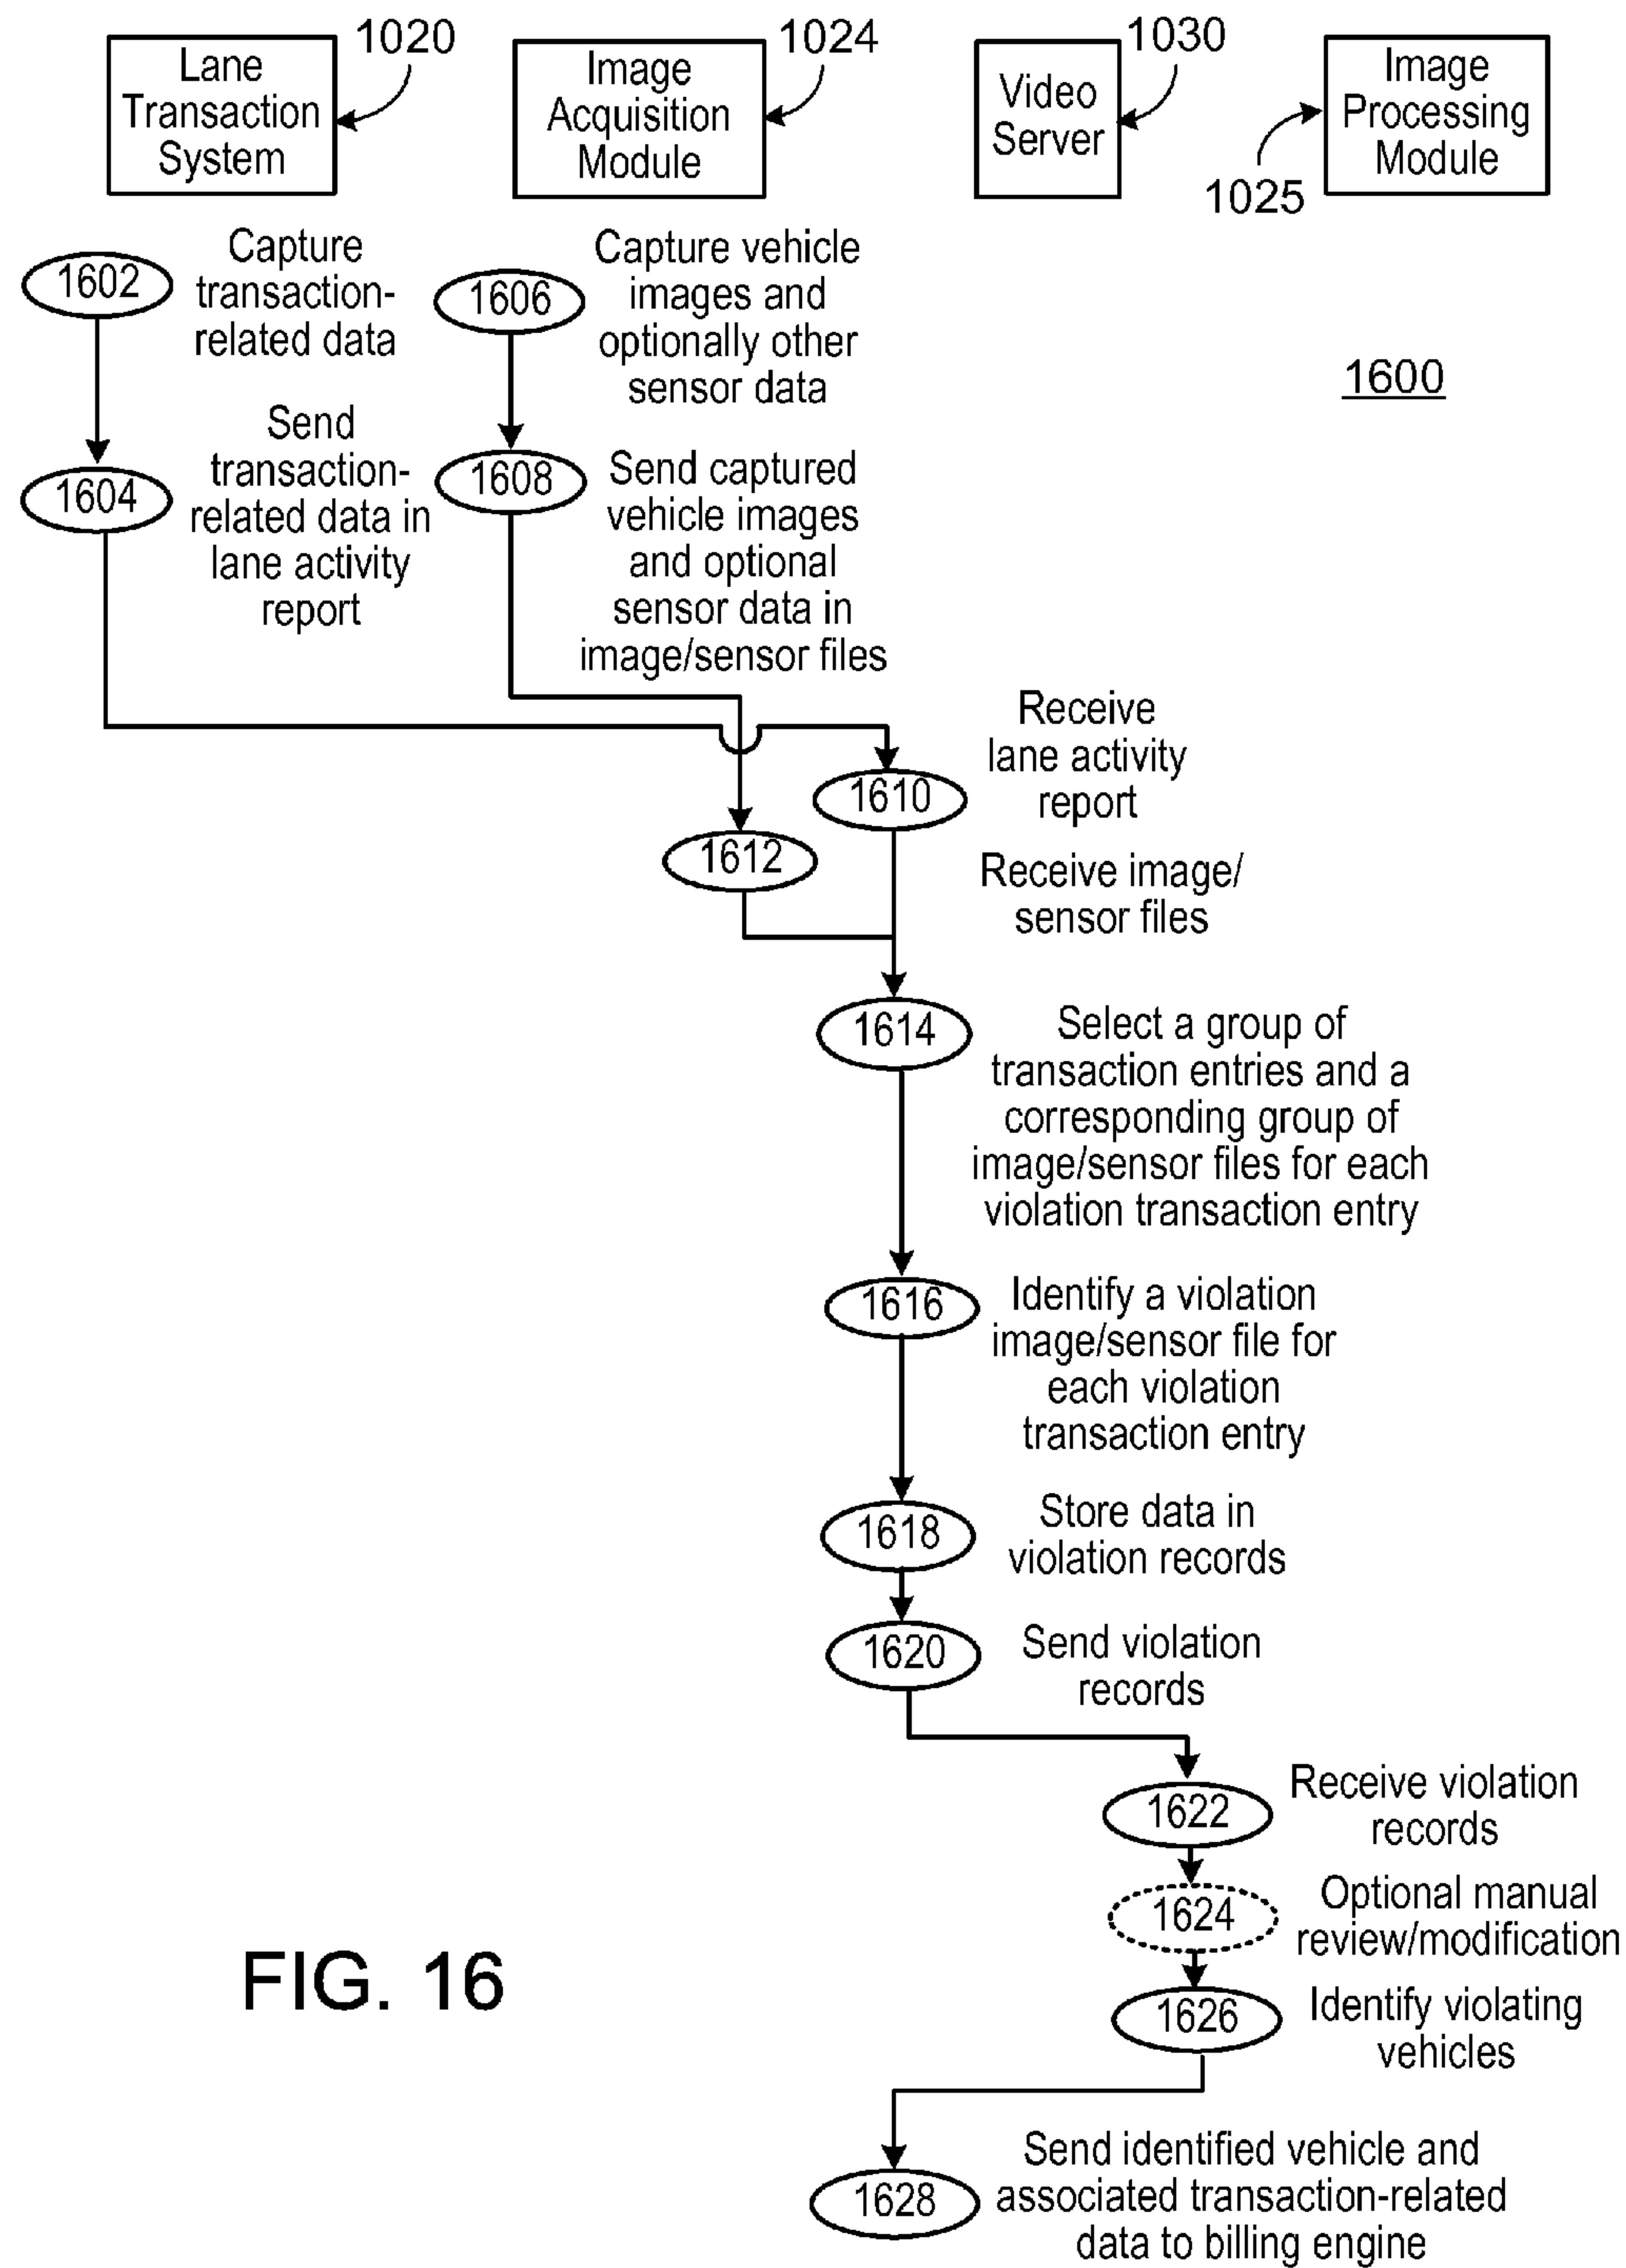 Lane
Transaction
System
1020
Image
Acquisition
Module
1024
Video
Server
1030
Image
Processing
Module
1025
1602
Capture
transaction-
related data
1606
Capture vehicle
images and
optionally other
sensor data
1600
1604
Send
transaction-
related data in
lane activity
report
1608
Send captured
vehicle images
and optional
sensor data in
image/sensor files
1610
Receive
lane activity
report
1612
Receive image/
sensor files
1614
Select a group of
transaction entries and a
corresponding group of
image/sensor files for each
violation transaction entry
1616
Identify a violation
image/sensor file for
each violation
transaction entry
1618
Store data in
violation records
1620
Send violation
records
1622
Receive violation
records
1624
Optional manual
review/modification
1626
Identify violating
vehicles
1628
Send identified vehicle and
associated transaction-related
data to billing engine
FIG. 16